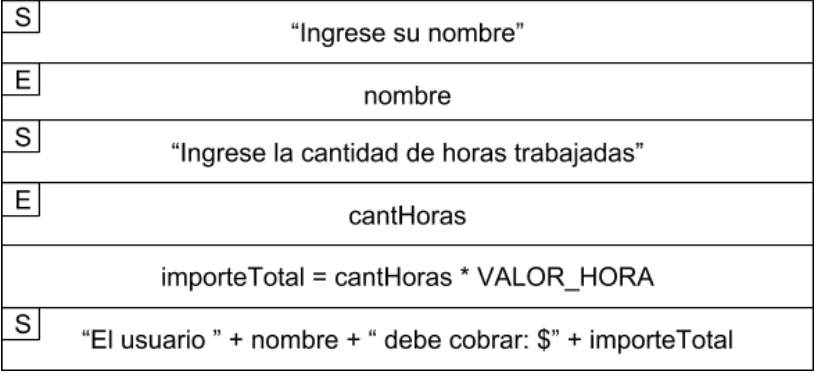 S
“Ingrese su nombre”
E
nombre
S
“Ingrese la cantidad de horas trabajadas”
E
cantHoras
importeTotal = cantHoras * VALOR_HORA
S
“El usuario ” + nombre + “ debe cobrar: $” + importeTotal